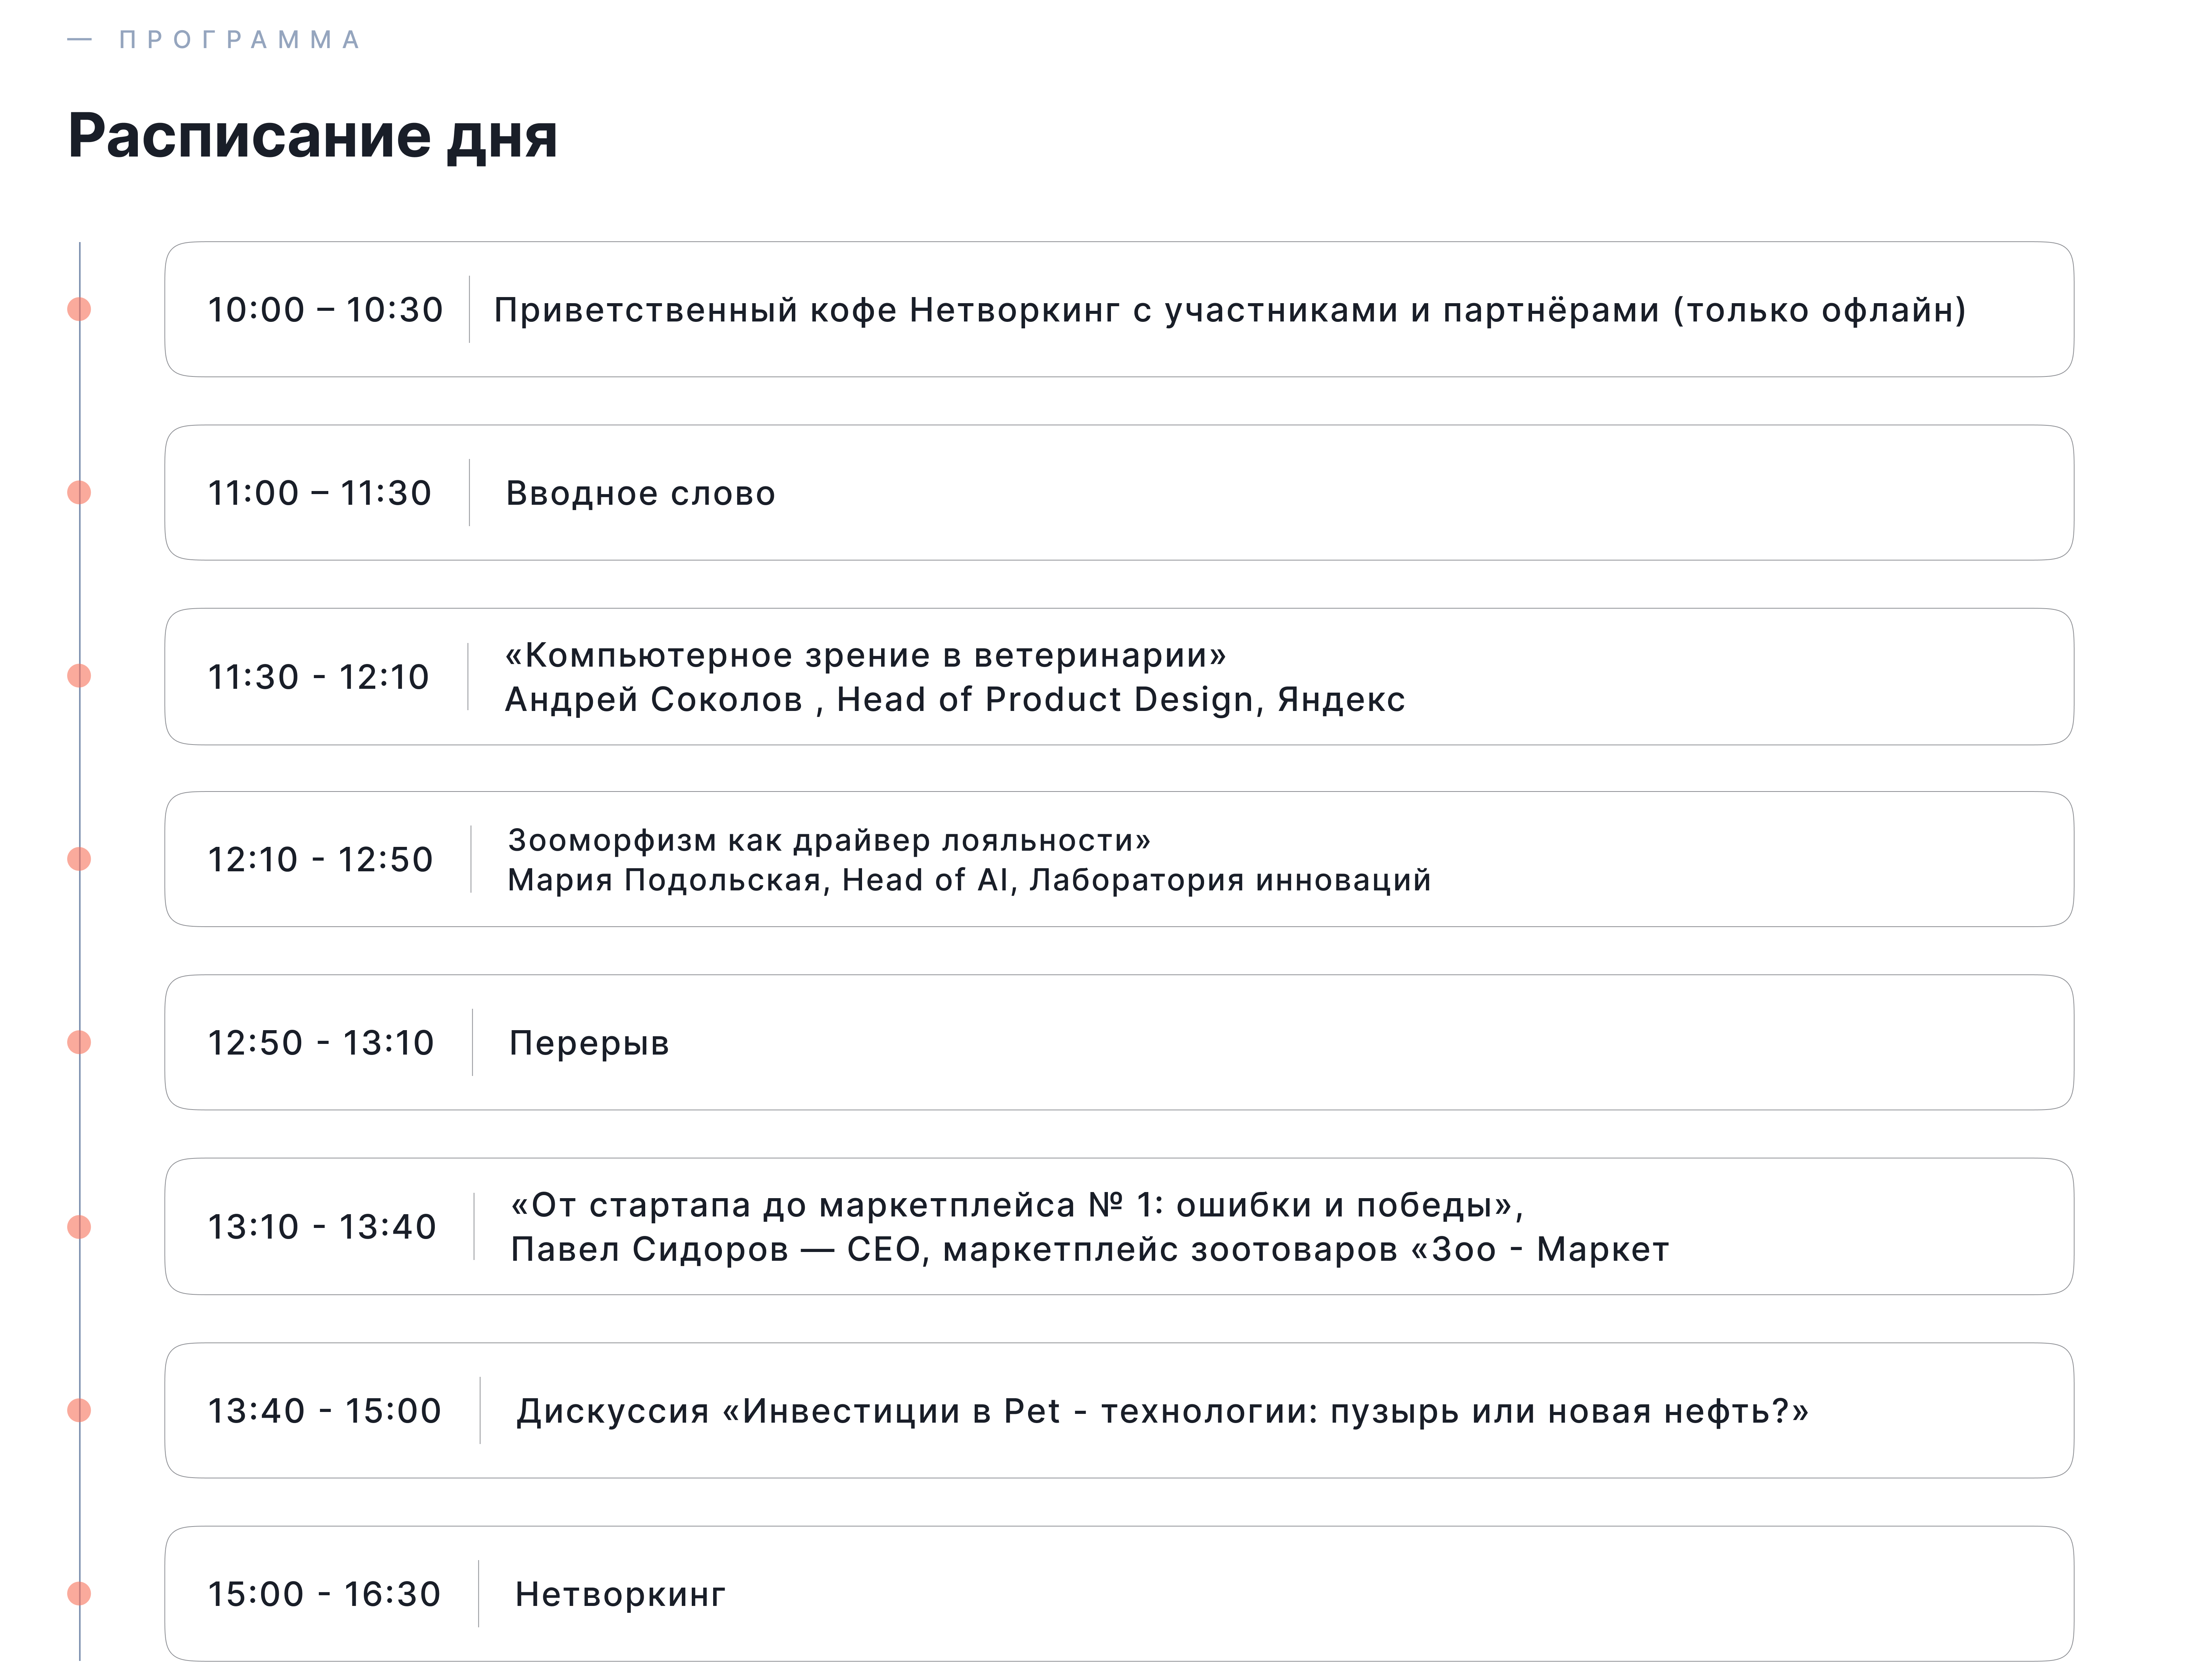 — ПРОГРАММА
Расписание дня
10:00 – 10:30 Приветственный кофе Нетворкинг с участниками и партнёрами (только офлайн)
11:00 – 11:30 Вводное слово
11:30 - 12:10 «Компьютерное зрение в ветеринарии»
Андрей Соколов , Head of Product Design, Яндекс
12:10 - 12:50 Зооморфизм как драйвер лояльности»
Мария Подольская, Head of AI, Лаборатория инноваций
12:50 - 13:10 Перерыв
13:10 - 13:40 «От стартапа до маркетплейса № 1: ошибки и победы»,
Павел Сидоров — CEO, маркетплейс зоотоваров «Зоо - Маркет
13:40 - 15:00 Дискуссия «Инвестиции в Pet - технологии: пузырь или новая нефть?»
15:00 - 16:30 Нетворкинг